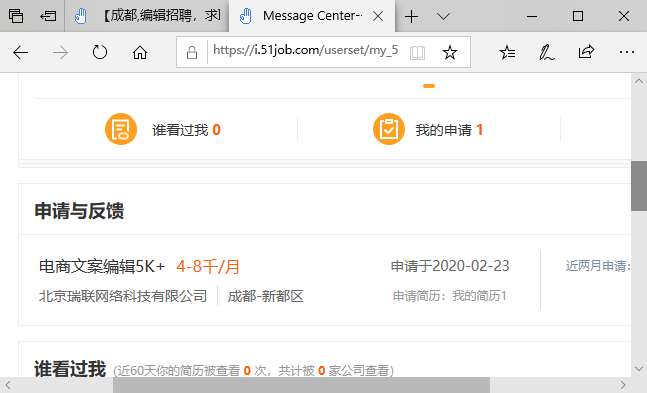 【成都,编辑招聘，求
Message Center-
https://i.51job.com/userset/my_5
谁看过我 0
我的申请 1
申请与反馈
电商文案编辑5K+ 4-8千/月
申请于2020-02-23
近两月申请:
北京瑞联网络科技有限公司 成都-新都区
申请简历：我的简历1
谁看过我 (近60天你的简历被查看 0 次，共计被 0 家公司查看)